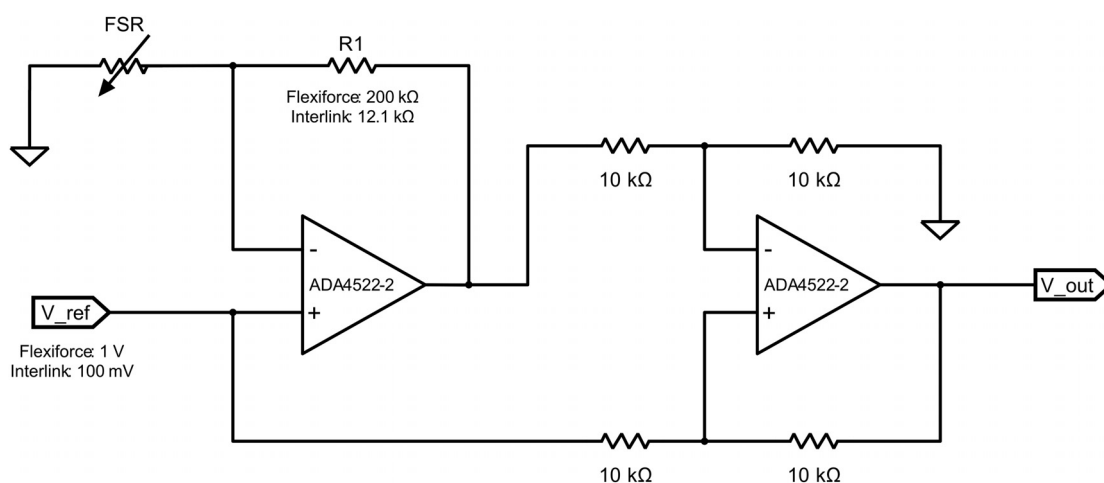 FSR
R1
Flexiforce: 200 kΩ
Interlink: 12.1 kΩ
10 kΩ
10 kΩ
-
ADA4522-2
+
-
ADA4522-2
+
V_ref
V_out
Flexiforce: 1 V
Interlink: 100 mV
10 kΩ
10 kΩ